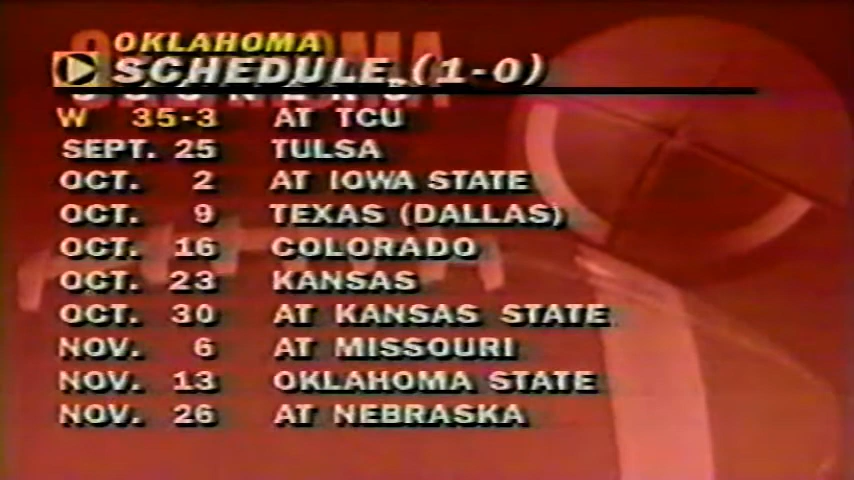 OKLAHOMA
SCHEDULE (1-0)
W 35-3 AT TCU
SEPT. 25 TULSA
OCT. 2 AT IOWA STATE
OCT. 9 TEXAS (DALLAS)
OCT. 16 COLORADO
OCT. 23 KANSAS
OCT. 30 AT KANSAS STATE
NOV. 6 AT MISSOURI
NOV. 13 OKLAHOMA STATE
NOV. 26 AT NEBRASKA